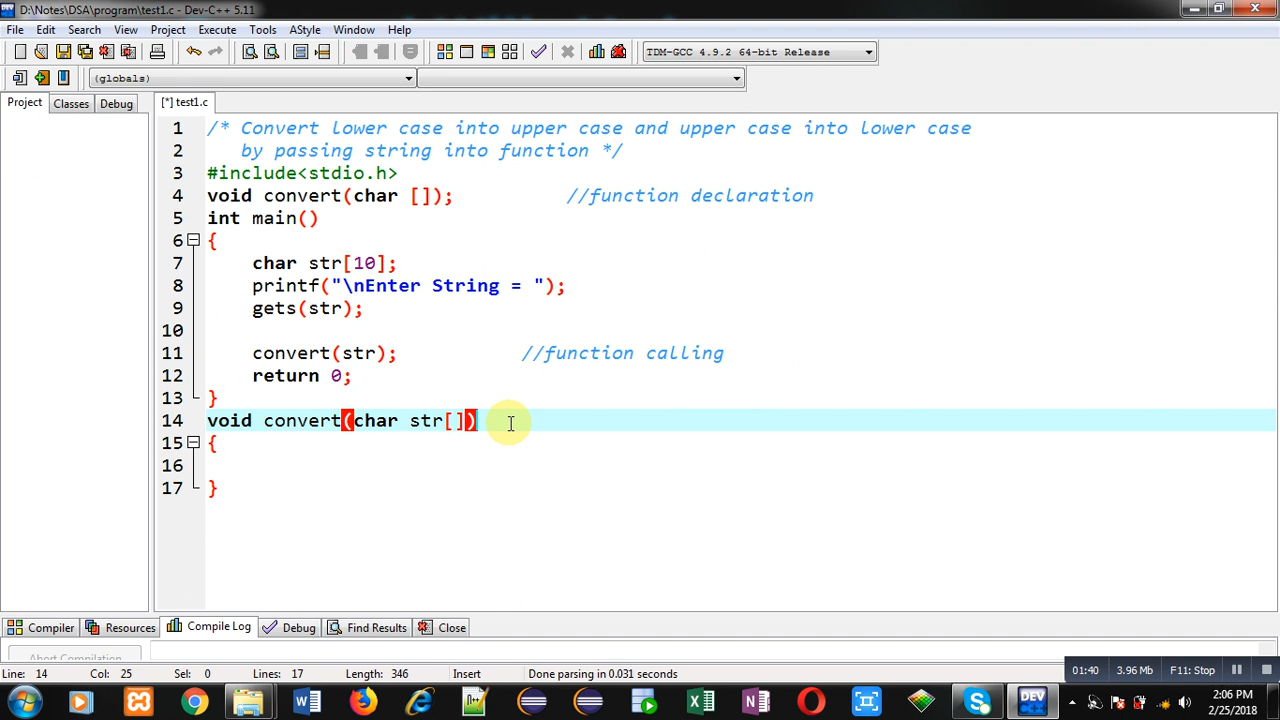 D:\Notes\DSA\program\test1.c - Dev-C++ 5.11
File Edit Search View Project Execute Tools AStyle Window Help
TDM-GCC 4.9.2 64-bit Release
(globals)
Project Classes Debug [*] test1.c
1 /* Convert lower case into upper case and upper case into lower case
2 by passing string into function */
3 #include<stdio.h>
4 void convert(char []); //function declaration
5 int main()
6 {
7 char str[10];
8 printf("\nEnter String = ");
9 gets(str);
10
11 convert(str); //function calling
12 return 0;
13 }
14 void convert(char str[])
15 {
16
17 }
Compiler Resources Compile Log Debug Find Results Close
Abort Compilation
Line: 14 Col: 25 Sel: 0 Lines: 17 Length: 346 Insert Done parsing in 0.031 seconds
01:40 3.96 Mb F11: Stop
DEV
2:06 PM
2/25/2018